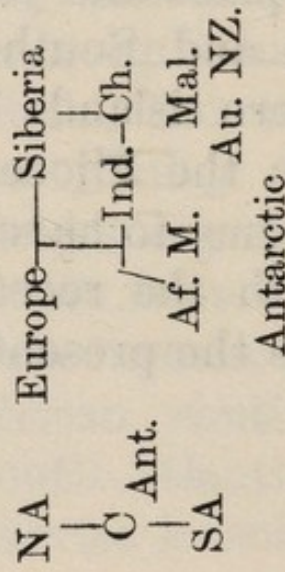 NA Europe—Siberia
C Ant. Ind.–Ch.
SA Af. M. Mal.
Au. NZ.
Antarctic